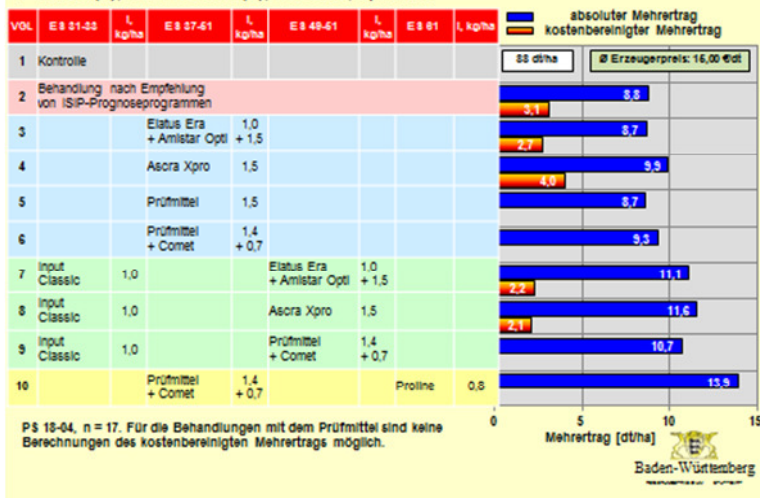 absoluter Mehrertrag
kostenbereinigter Mehrertrag
VGL ES 31-33 l, kg/ha ES 37-51 l, kg/ha ES 49-51 l, kg/ha ES 61 l, kg/ha
88 dt/ha Ø Erzeugerpreis: 15,00 €/dt
1 Kontrolle
2 Behandlung nach Empfehlung
von ISIP-Prognoseprogrammen
8,8
3,1
3 Elatus Era 1,0
+ Amistar Opti + 1,5
8,7
2,7
4 Ascra Xpro 1,5
9,9
4,0
5 Prüfmittel 1,5
8,7
6 Prüfmittel 1,4
+ Comet + 0,7
9,3
7 Input Classic 1,0 Elatus Era 1,0
+ Amistar Opti + 1,5
11,1
2,2
8 Input Classic 1,0 Ascra Xpro 1,5
11,6
2,1
9 Input Classic 1,0 Prüfmittel 1,4
+ Comet + 0,7
10,7
10 Prüfmittel 1,4 Proline 0,8
+ Comet + 0,7
13,9
0 5 10 15
Mehrertrag [dt/ha]
PS 18-04, n = 17. Für die Behandlungen mit dem Prüfmittel sind keine
Berechnungen des kostenbereinigten Mehrertrags möglich.
Baden-Württemberg